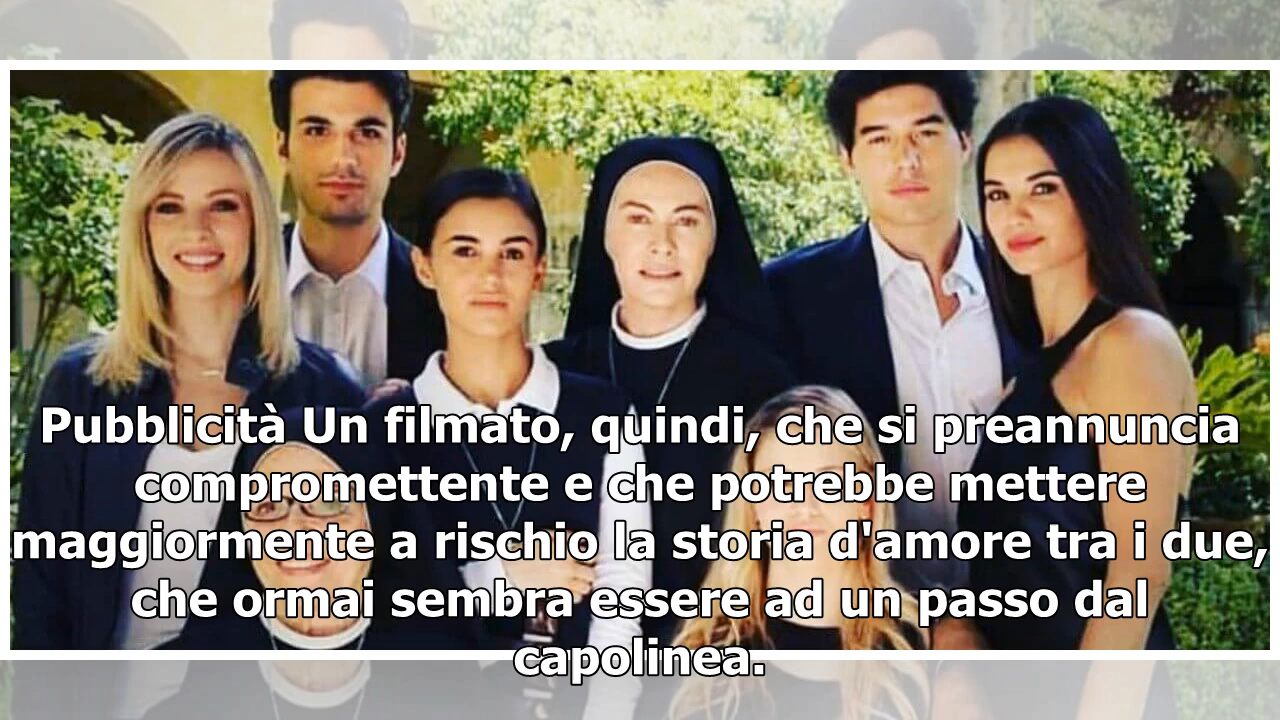 Pubblicità Un filmato, quindi, che si preannuncia
compromettente e che potrebbe mettere
maggiormente a rischio la storia d'amore tra i due,
che ormai sembra essere ad un passo dal
capolinea.